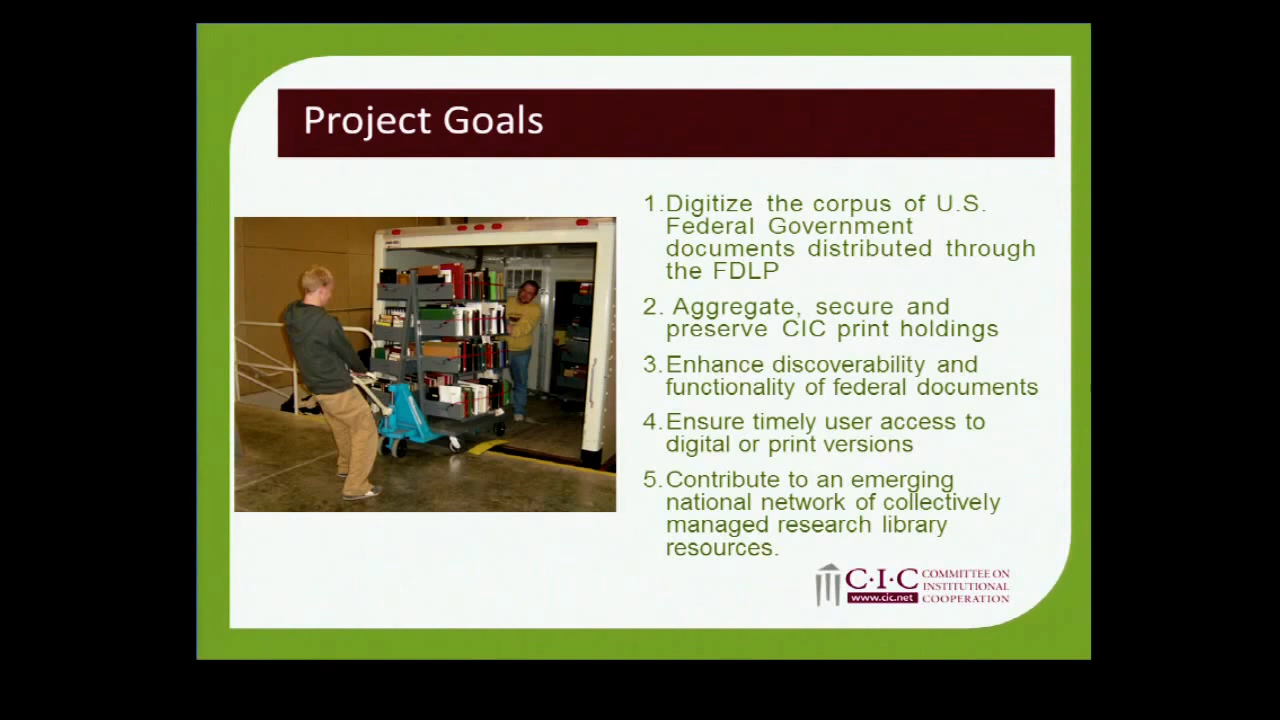 Project Goals
1.Digitize the corpus of U.S.
Federal Government
documents distributed through
the FDLP
2. Aggregate, secure and
preserve CIC print holdings
3.Enhance discoverability and
functionality of federal documents
4.Ensure timely user access to
digital or print versions
5.Contribute to an emerging
national network of collectively
managed research library
resources.
C·I·C
www.cic.net
COMMITTEE ON
INSTITUTIONAL
COOPERATION